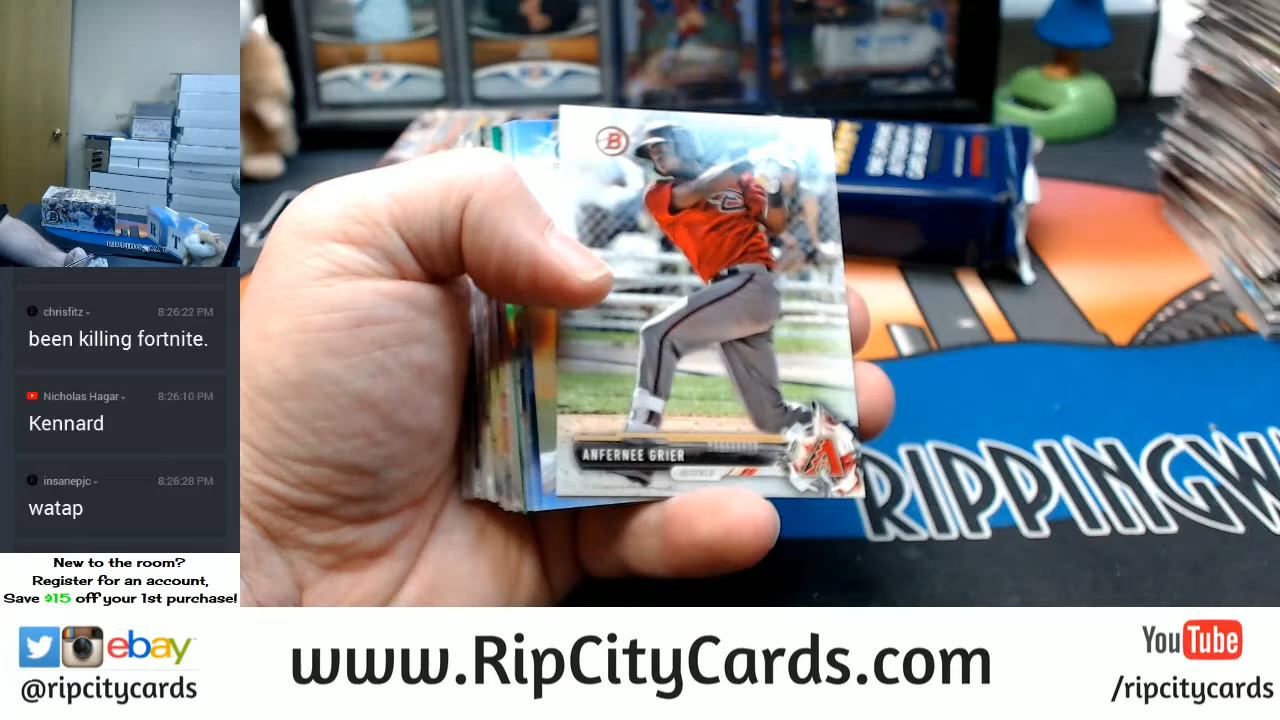 chrisfitz
8:26:22 PM
been killing fortnite.
Nicholas Hagar
8:26:10 PM
Kennard
insanepjc
8:26:28 PM
watap
New to the room?
Register for an account,
Save $15 off your 1st purchase!
B
ANFERNEE GRIER
OUTFIELD
A
RIPPINGW
ebay
@ripcitycards
www.RipCityCards.com
YouTube
/ripcitycards